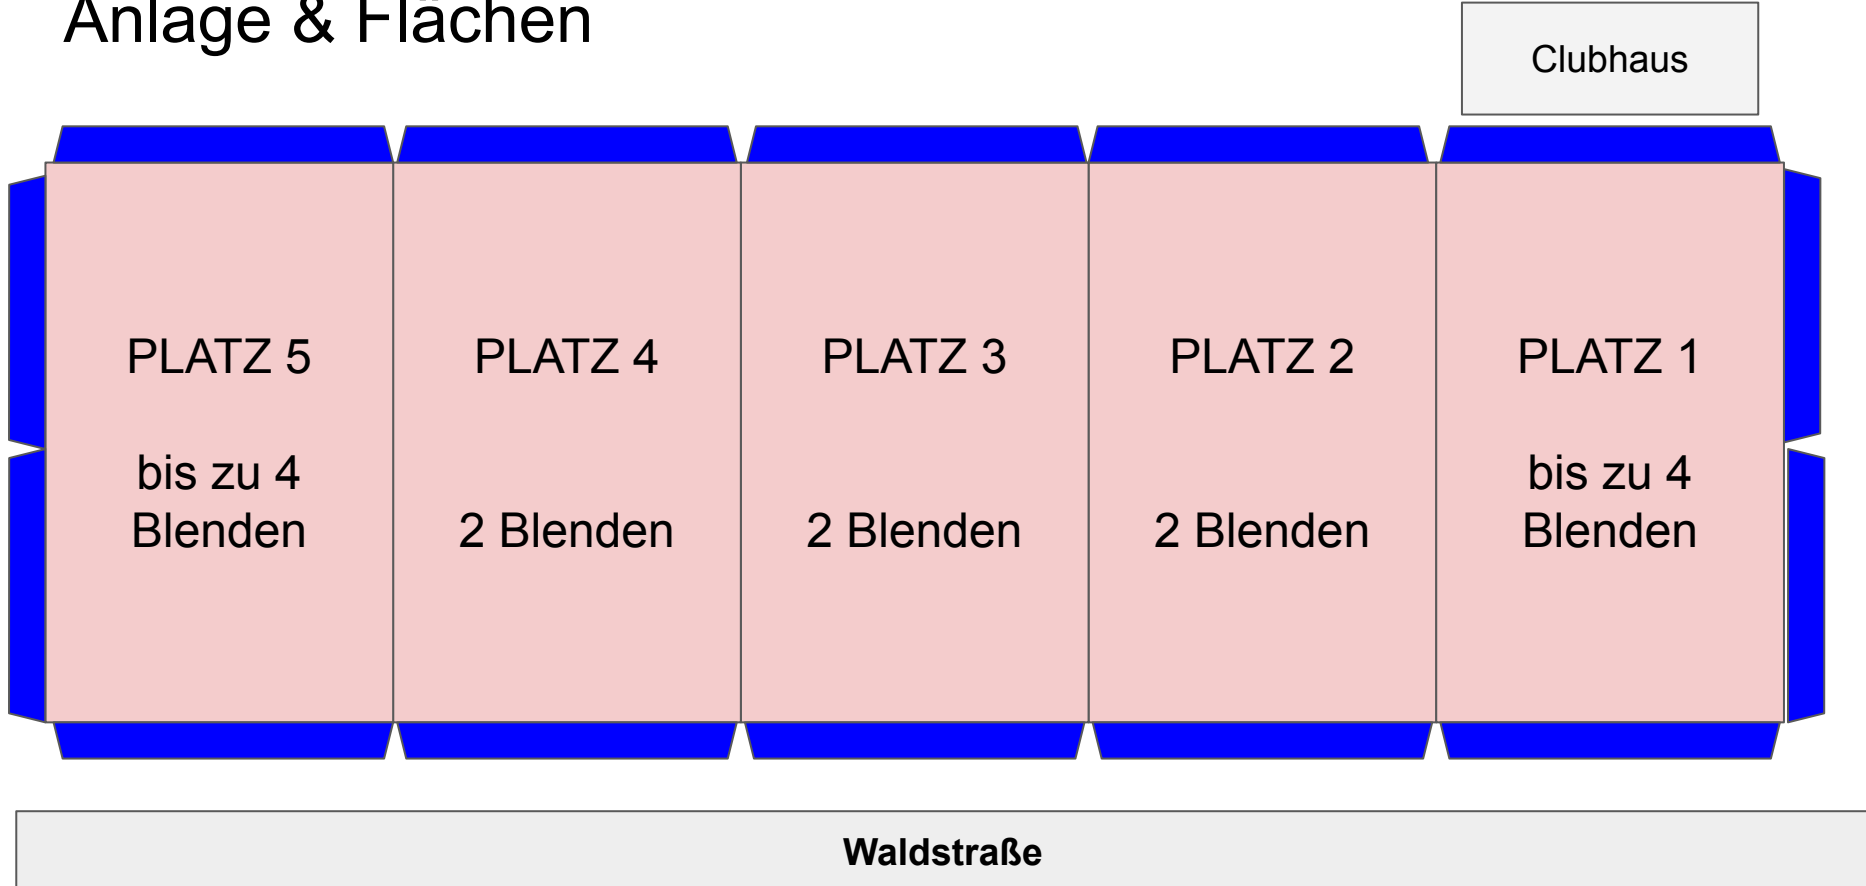 Anlage & Flächen
Clubhaus
PLATZ 5
bis zu 4
Blenden
PLATZ 4
2 Blenden
PLATZ 3
2 Blenden
PLATZ 2
2 Blenden
PLATZ 1
bis zu 4
Blenden
Waldstraße